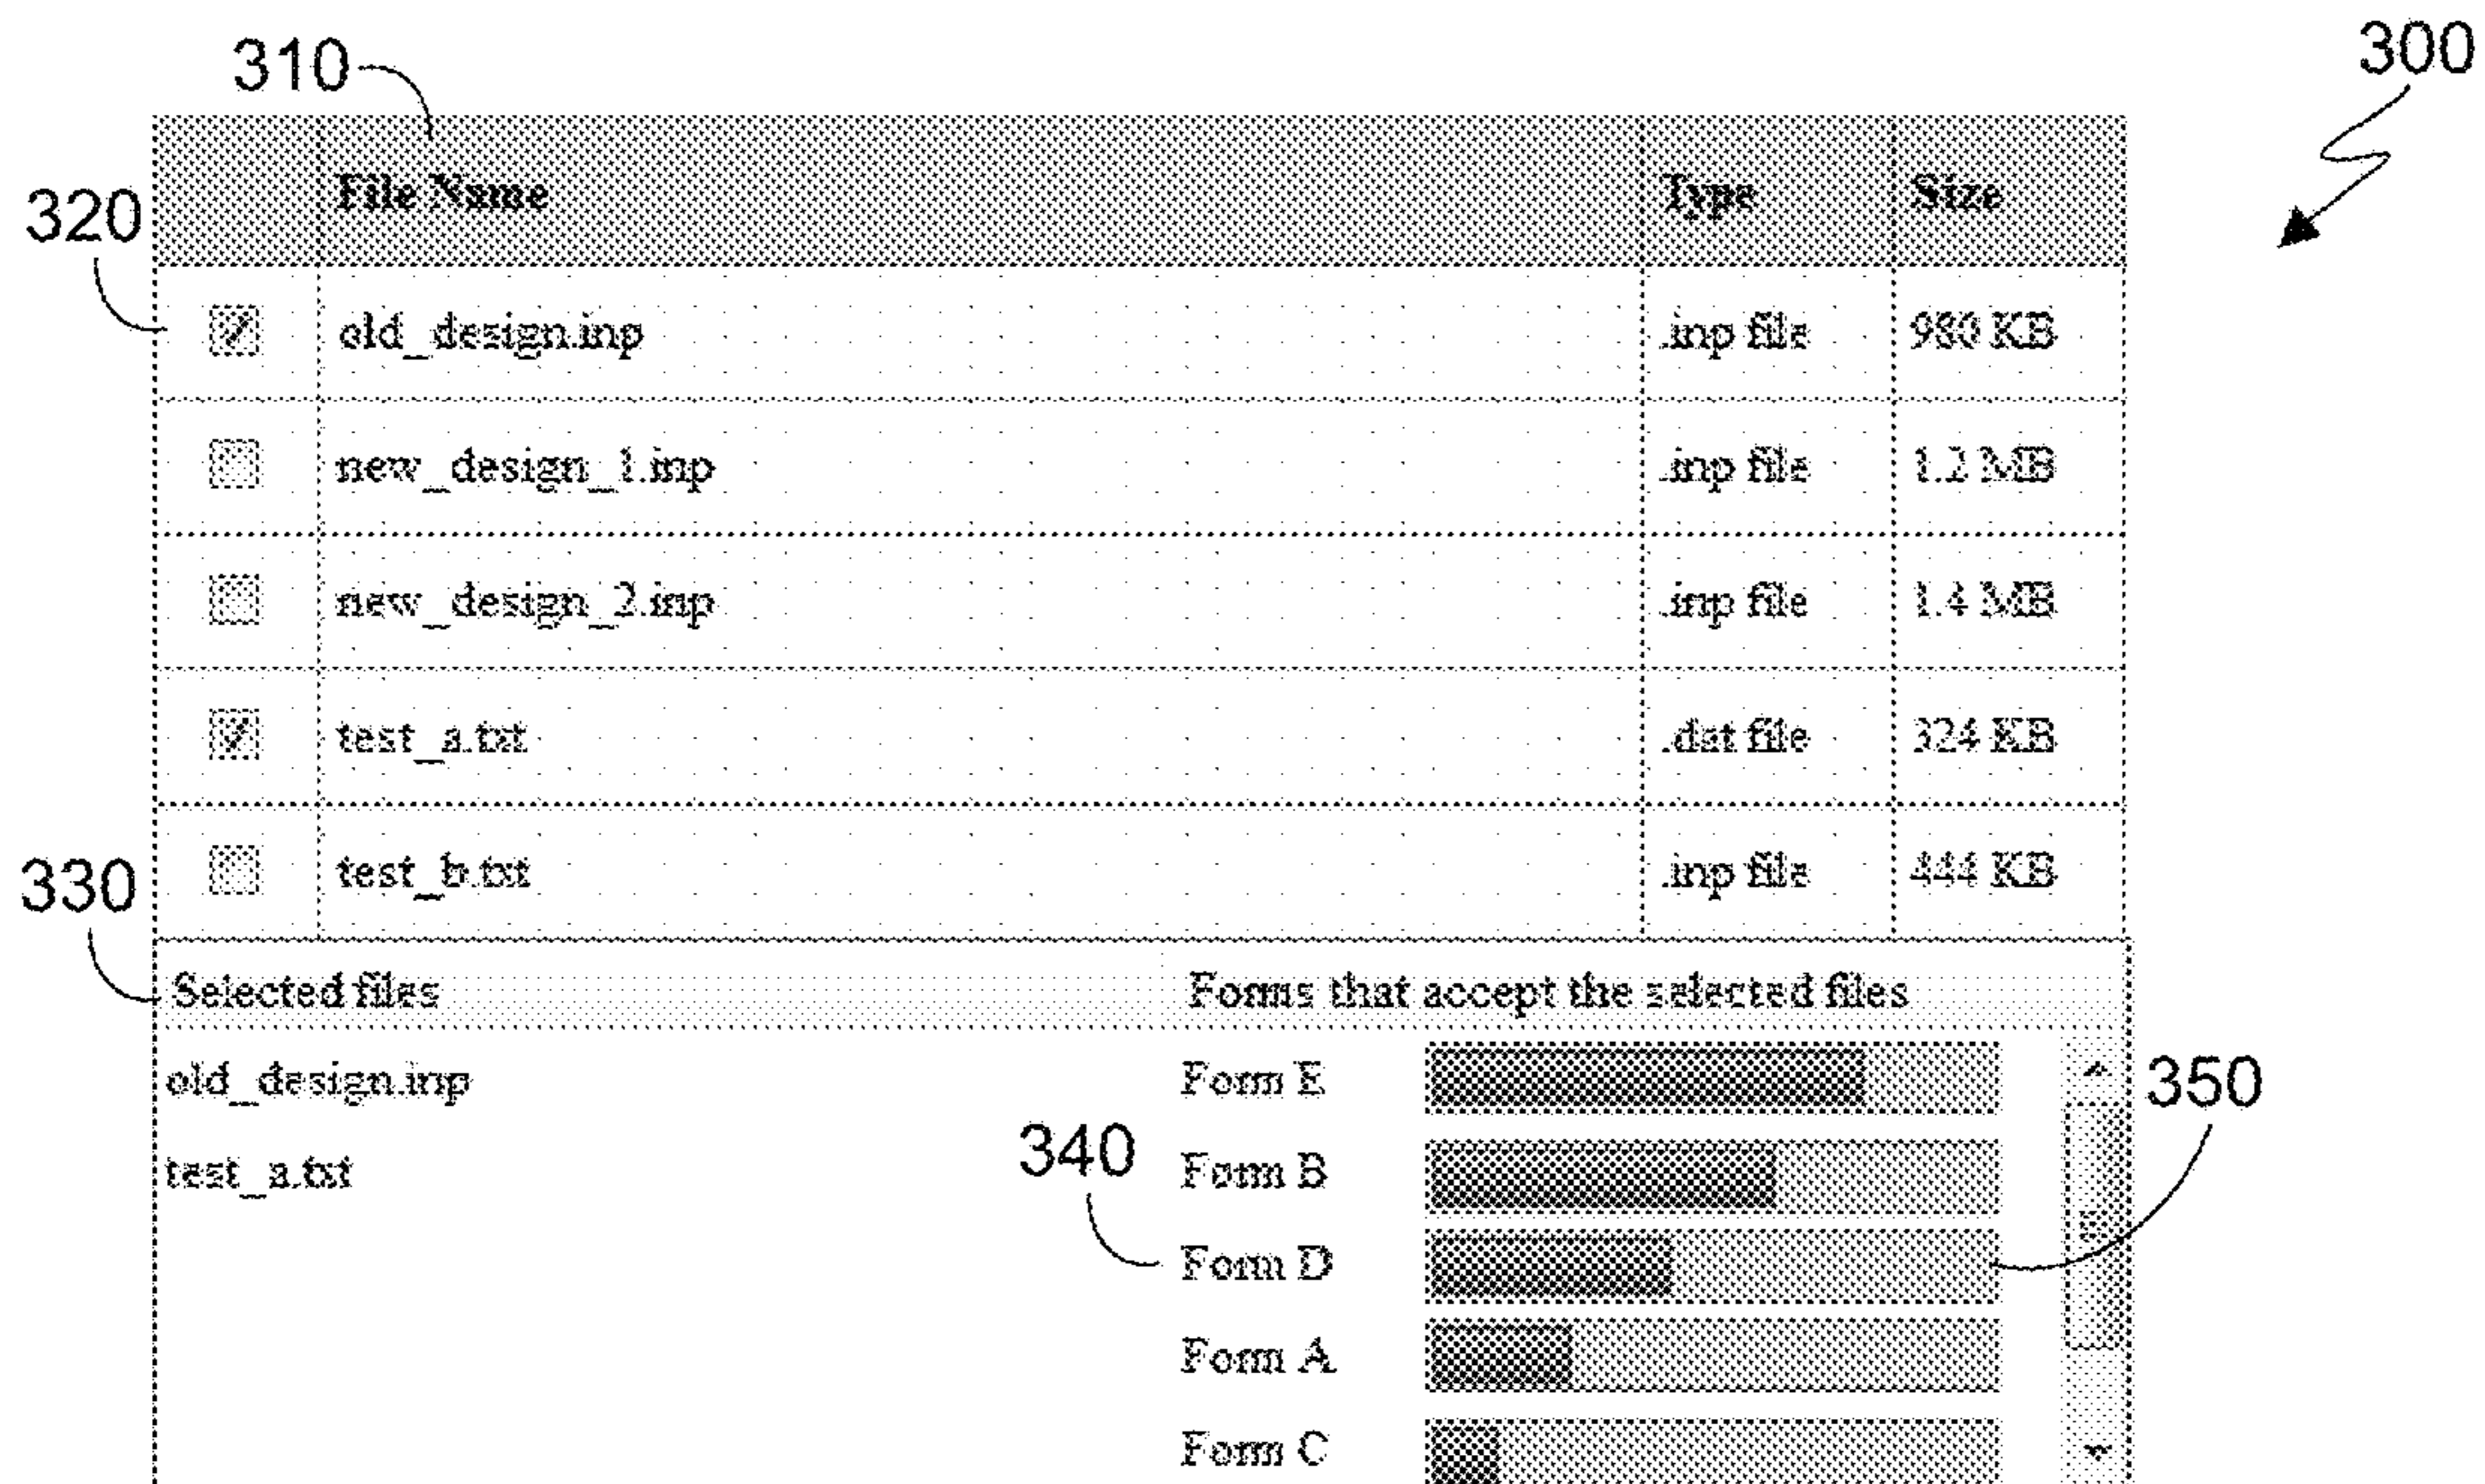 310
300
File Name Type Size
320
old_design.inp .inp file 980 KB
new_design_1.inp .inp file 1.2 MB
new_design_2.inp .inp file 1.4 MB
test_a.txt .dat file 324 KB
330
test_b.txt .inp file 444 KB
Selected files Forms that accept the selected files
old_design.inp Form E
350
340
test_a.txt Form B
Form D
Form A
Form C